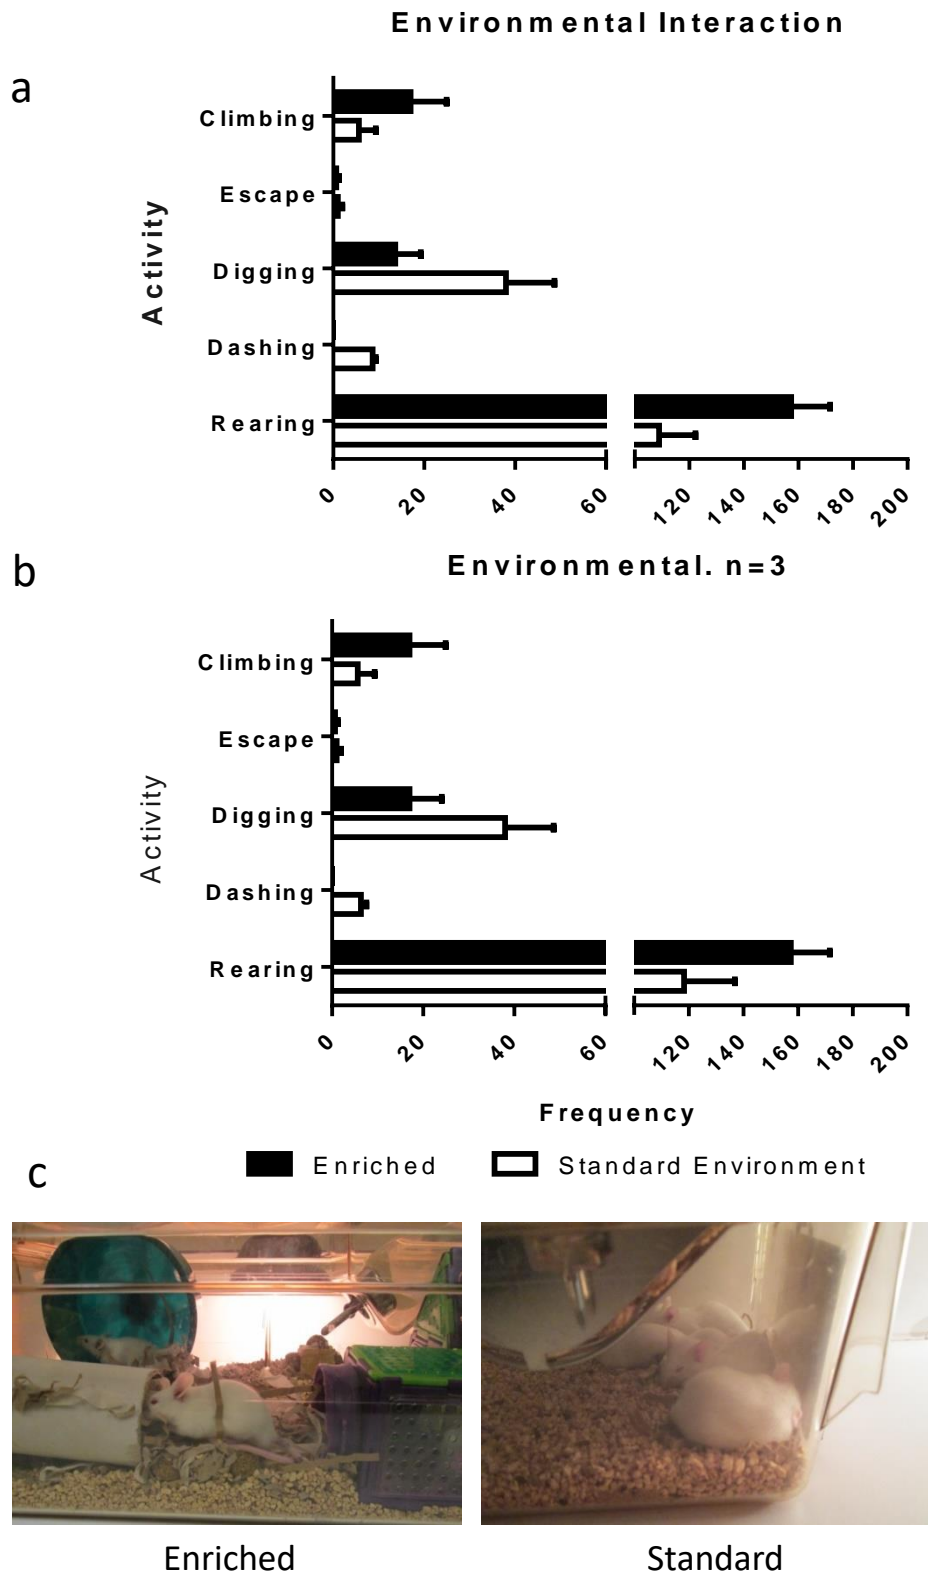 Environmental Interaction
a
Activity
Climbing
Escape
Digging
Dashing
Rearing
0 20 40 60 120 140 160 180 200
b
Environmental. n=3
Activity
Climbing
Escape
Digging
Dashing
Rearing
0 20 40 60 120 140 160 180 200
Frequency
Enriched Standard Environment
c
Enriched Standard